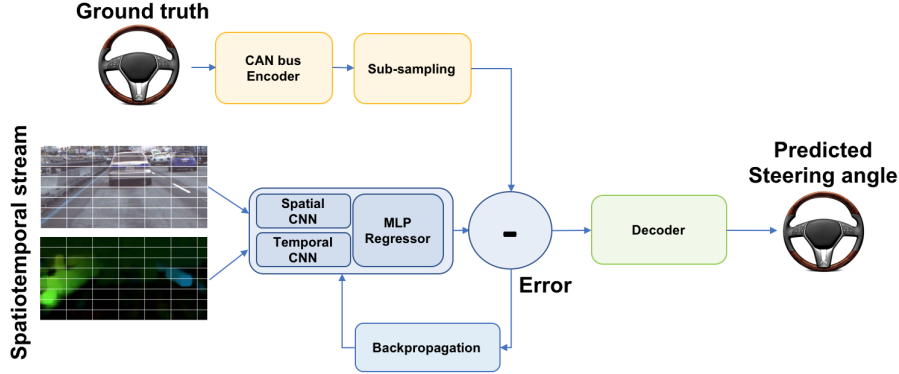 Ground truth
CAN bus
Encoder
Sub-sampling
Spatiotemporal stream
Spatial
CNN
Temporal
CNN
MLP
Regressor
-
Error
Backpropagation
Decoder
Predicted
Steering angle